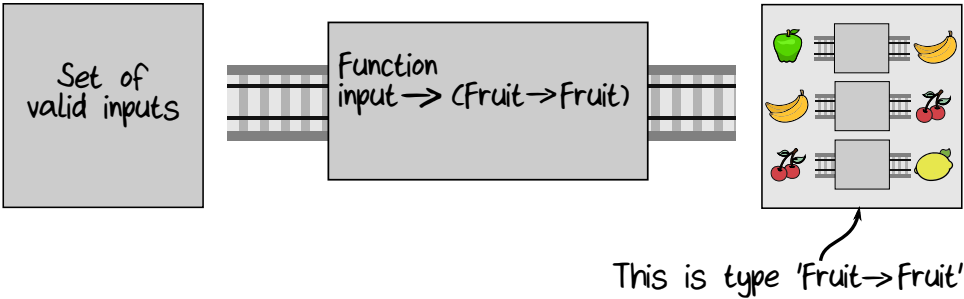 Set of
valid inputs
Function
input → (Fruit→Fruit)
This is type 'Fruit→Fruit'